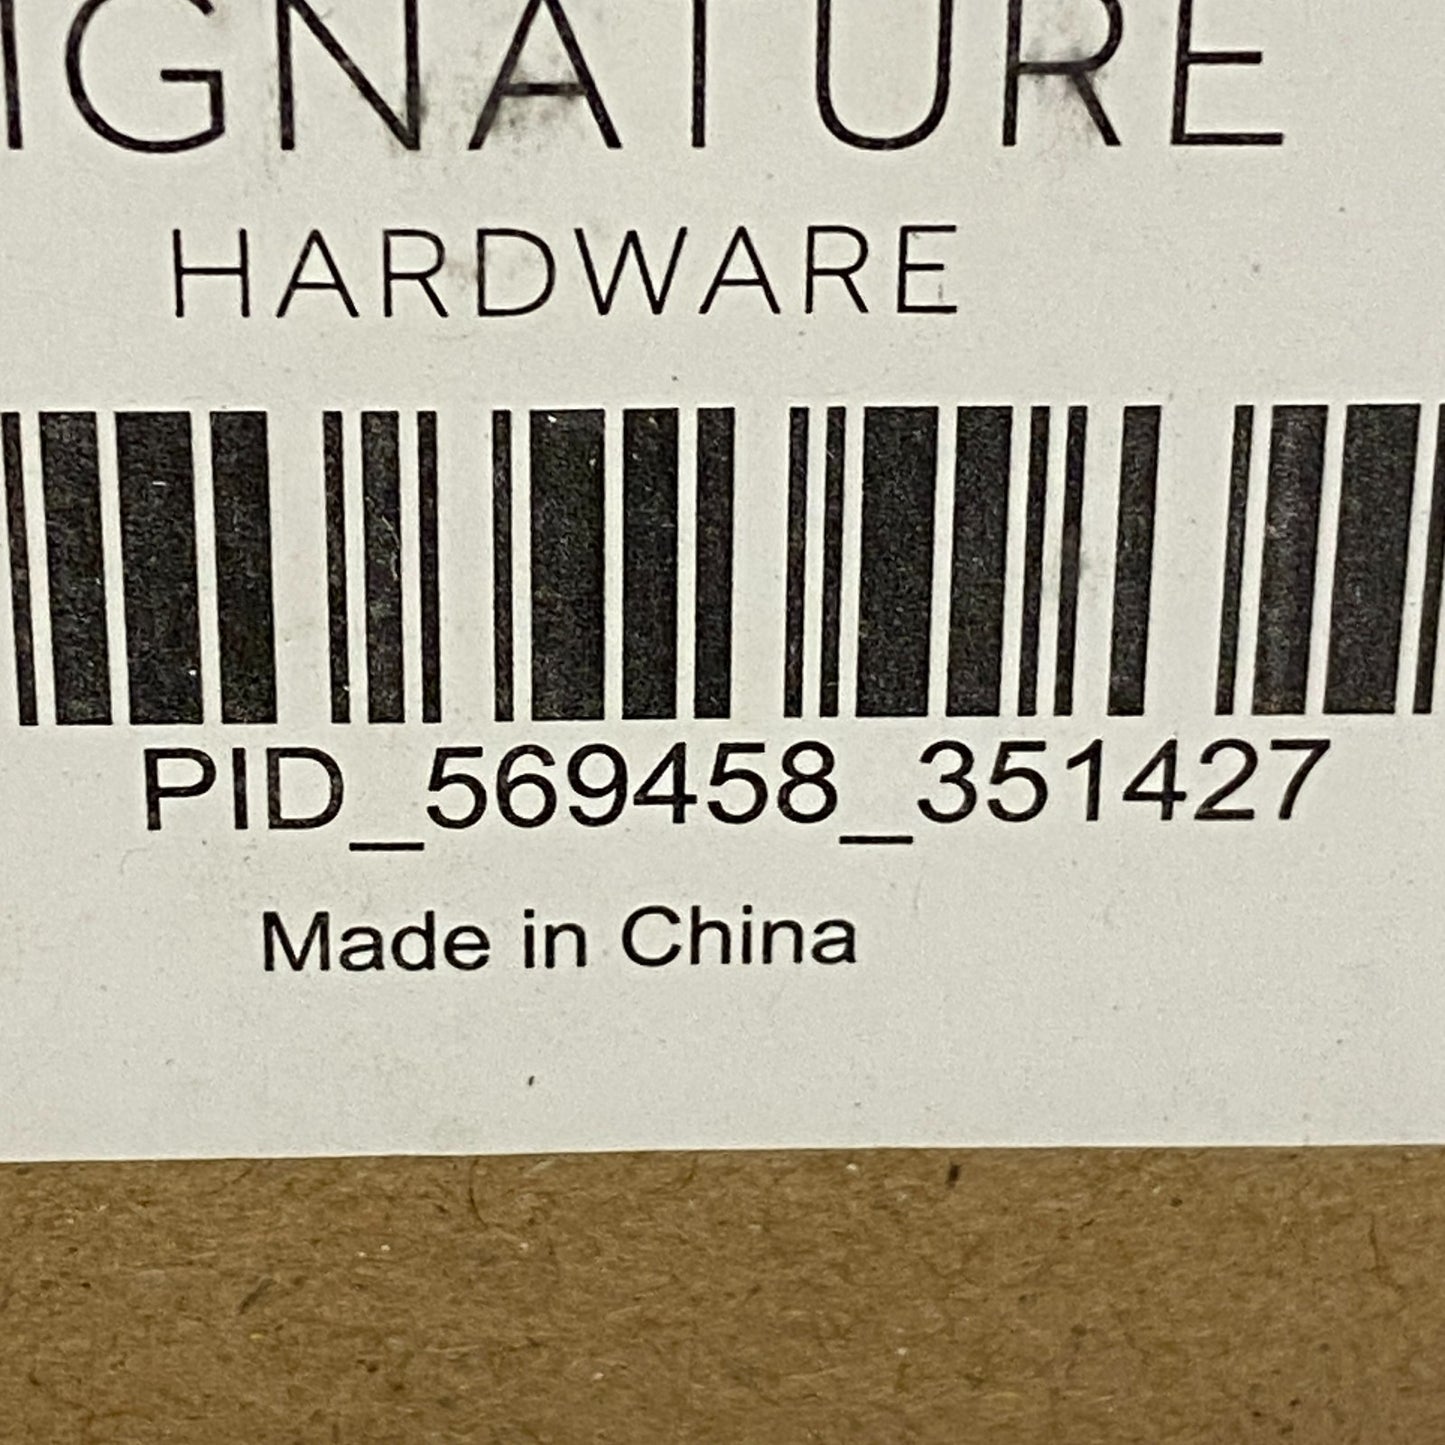 IGNATURE
HARDWARE
PID_569458_351427
Made in China